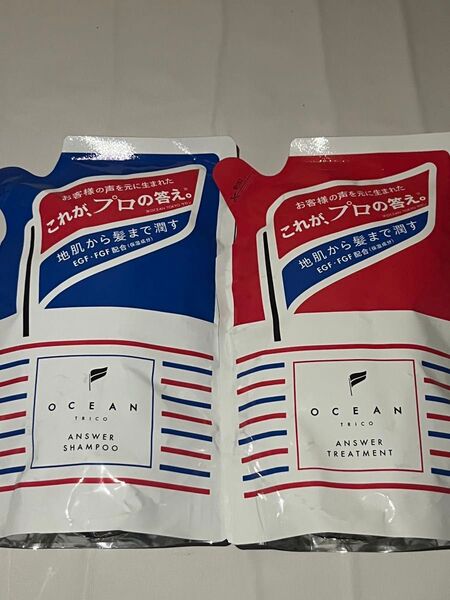 お客様の声を元に生まれた
これが、プロの答え。
地肌から髪まで潤す
EGF・FGF配合(保湿成分)
OCEAN
TRICO
ANSWER
SHAMPOO
お客様の声を元に生まれた
これが、プロの答え。
地肌から髪まで潤す
EGF・FGF配合(保湿成分)
OCEAN
TRICO
ANSWER
TREATMENT